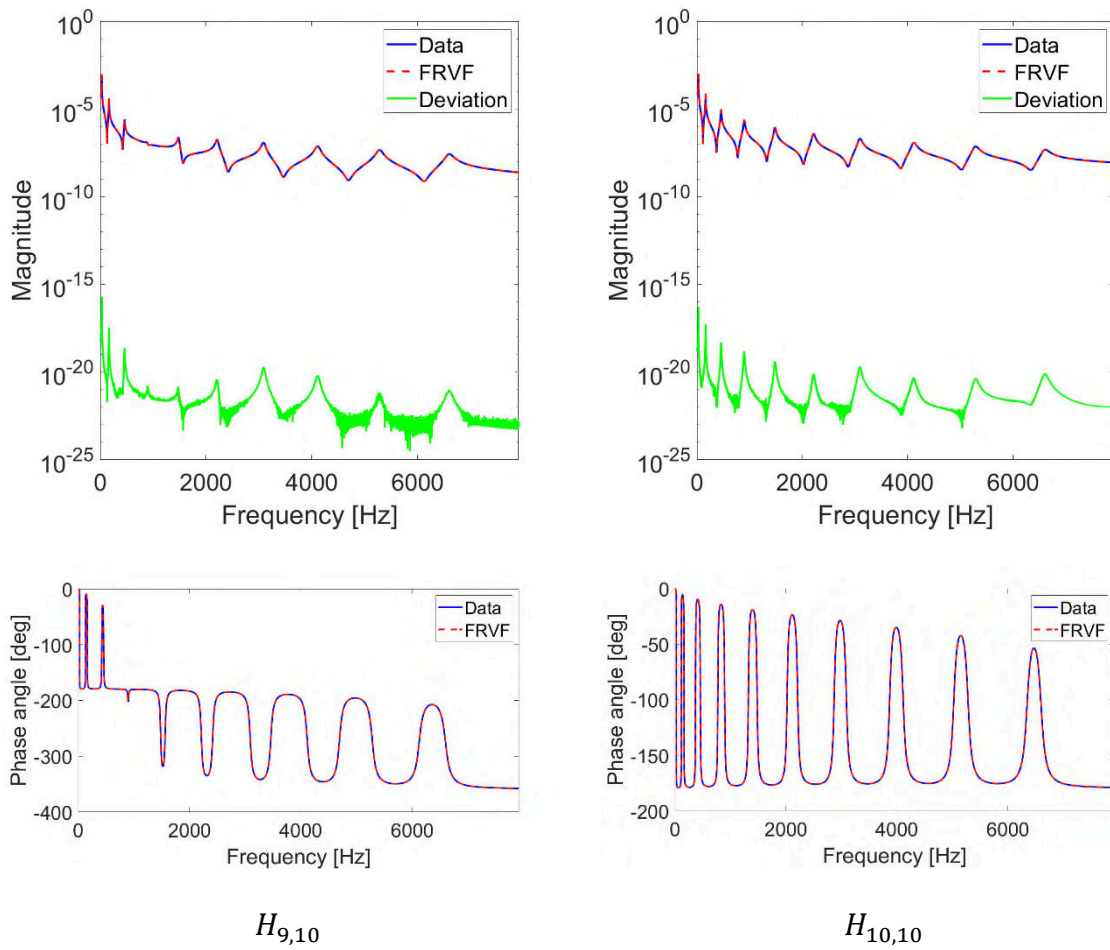 10^0
10^-5
10^-10
10^-15
10^-20
10^-25
Magnitude
0 2000 4000 6000
Frequency [Hz]
Data
FRVF
Deviation
10^0
10^-5
10^-10
10^-15
10^-20
10^-25
Magnitude
0 2000 4000 6000
Frequency [Hz]
Data
FRVF
Deviation
0
-100
-200
-300
-400
Phase angle [deg]
0 2000 4000 6000
Frequency [Hz]
Data
FRVF
0
-50
-100
-150
-200
Phase angle [deg]
0 2000 4000 6000
Frequency [Hz]
Data
FRVF
H_{9,10}
H_{10,10}